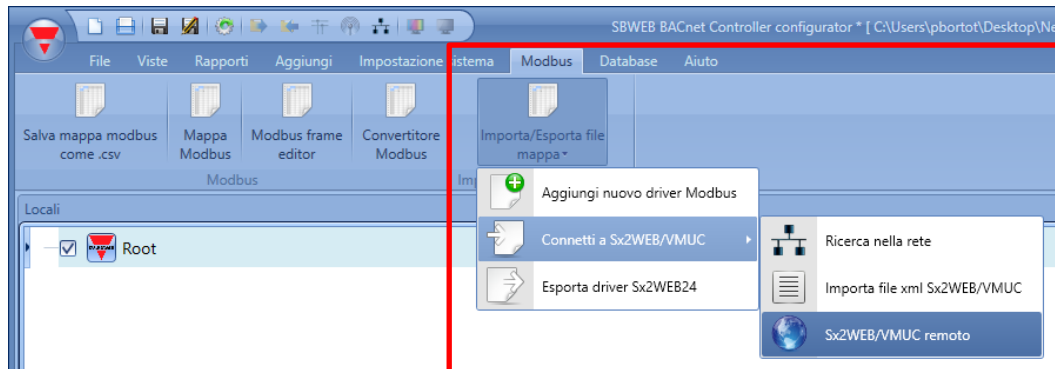 SBWEB BACnet Controller configurator * [ C:\Users\pbortot\Desktop\Ne
File Viste Rapporti Aggiungi Impostazione sistema Modbus Database Aiuto
Salva mappa modbus
come .csv
Mappa
Modbus
Modbus frame
editor
Convertitore
Modbus
Importa/Esporta file
mappa
Modbus
Im
Locali
Root
Aggiungi nuovo driver Modbus
Connetti a Sx2WEB/VMUC
Esporta driver Sx2WEB24
Ricerca nella rete
Importa file xml Sx2WEB/VMUC
Sx2WEB/VMUC remoto